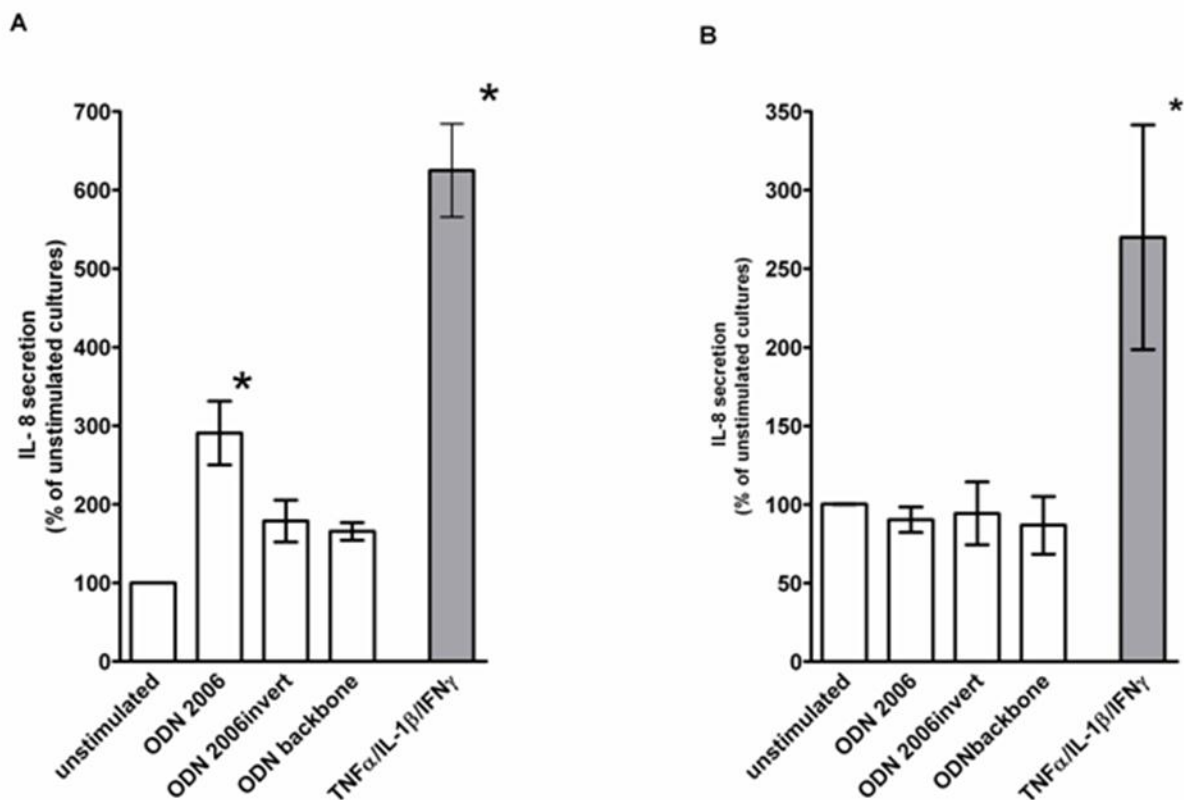 A
700
600
500
400
300
200
100
0
IL- 8 secretion
(% of unstimulated cultures)
*
*
unstimulated
ODN 2006
ODN 2006invert
ODN backbone
TNFα/IL-1β/IFNγ
B
350
300
250
200
150
100
50
0
IL-8 secretion
(% of unstimulated cultures)
*
unstimulated
ODN 2006
ODN 2006invert
ODNbackbone
TNFα/IL-1β/IFNγ